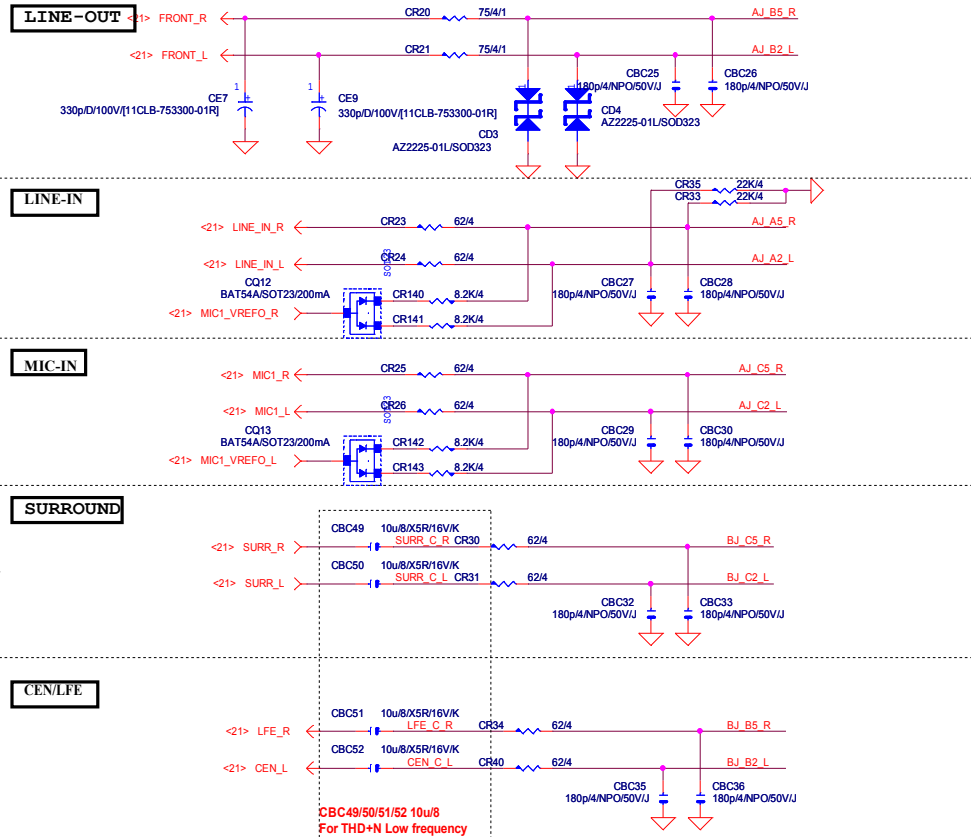 LINE-OUT
<21> FRONT_R
CR20
75/4/1
AJ_B5_R
<21> FRONT_L
CR21
75/4/1
AJ_B2_L
CBC25
180p/4/NPO/50V/J
CBC26
180p/4/NPO/50V/J
1
CE7
330p/D/100V/[11CLB-753300-01R]
1
CE9
330p/D/100V/[11CLB-753300-01R]
CD3
AZ2225-01L/SOD323
CD4
AZ2225-01L/SOD323
LINE-IN
CR35
22K/4
CR33
22K/4
<21> LINE_IN_R
CR23
62/4
AJ_A5_R
<21> LINE_IN_L
CR24
62/4
AJ_A2_L
CQ12
BAT54A/SOT23/200mA
SOT23
<21> MIC1_VREFO_R
CR140
8.2K/4
CR141
8.2K/4
CBC27
180p/4/NPO/50V/J
CBC28
180p/4/NPO/50V/J
MIC-IN
<21> MIC1_R
CR25
62/4
AJ_C5_R
<21> MIC1_L
CR26
62/4
AJ_C2_L
CQ13
BAT54A/SOT23/200mA
SOT23
<21> MIC1_VREFO_L
CR142
8.2K/4
CR143
8.2K/4
CBC29
180p/4/NPO/50V/J
CBC30
180p/4/NPO/50V/J
SURROUND
CBC49
10u/8/X5R/16V/K
<21> SURR_R
SURR_C_R
CR30
62/4
BJ_C5_R
CBC50
10u/8/X5R/16V/K
<21> SURR_L
SURR_C_L
CR31
62/4
BJ_C2_L
CBC32
180p/4/NPO/50V/J
CBC33
180p/4/NPO/50V/J
CEN/LFE
CBC51
10u/8/X5R/16V/K
<21> LFE_R
LFE_C_R
CR34
62/4
BJ_B5_R
CBC52
10u/8/X5R/16V/K
<21> CEN_L
CEN_C_L
CR40
62/4
BJ_B2_L
CBC35
180p/4/NPO/50V/J
CBC36
180p/4/NPO/50V/J
CBC49/50/51/52 10u/8
For THD+N Low frequency